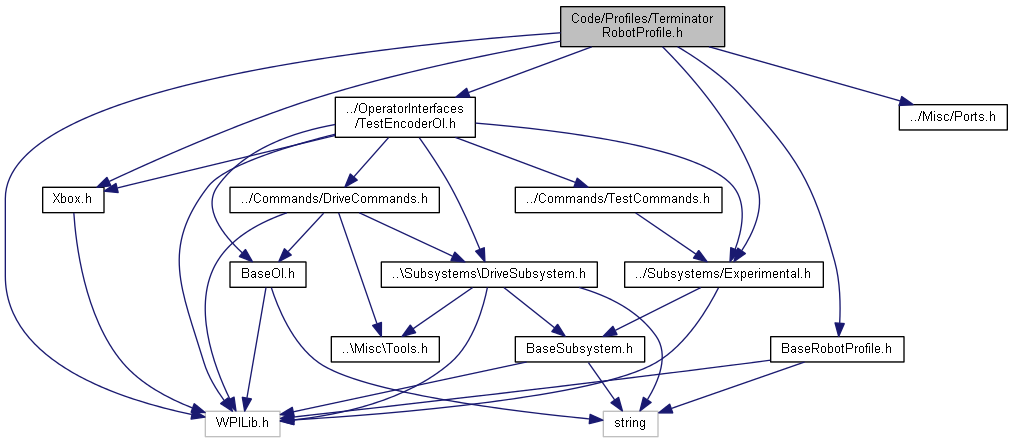 Code/Profiles/Terminator
RobotProfile.h
../OperatorInterfaces
/TestEncoderOI.h
../Misc/Ports.h
Xbox.h
../Commands/DriveCommands.h
../Commands/TestCommands.h
BaseOI.h
..\Subsystems\DriveSubsystem.h
../Subsystems/Experimental.h
..\Misc\Tools.h
BaseSubsystem.h
BaseRobotProfile.h
WPILib.h
string